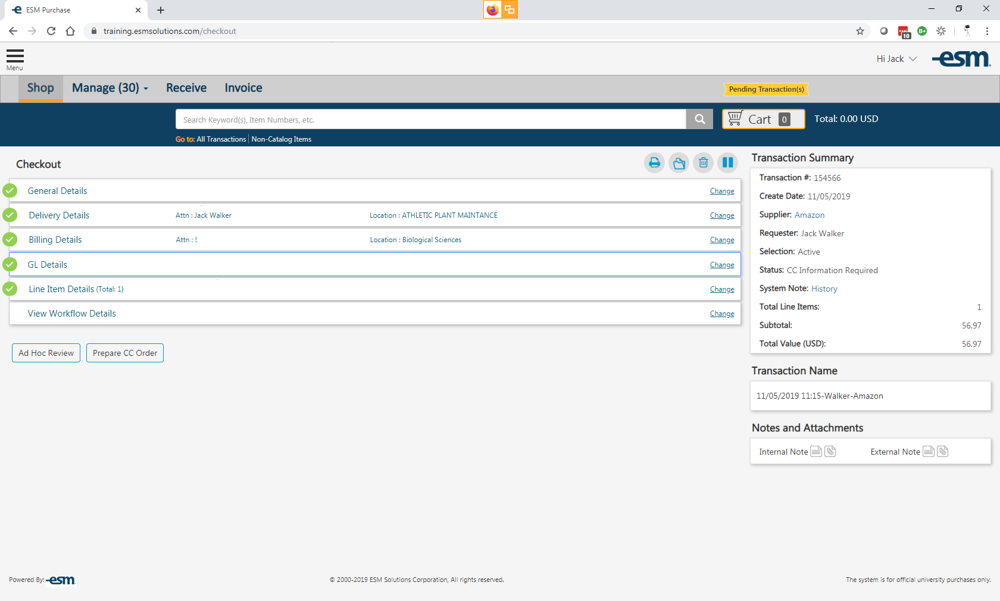 ESM Purchase
training.esmsolutions.com/checkout
10
B+
Menu
Hi Jack
esm
Shop
Manage (30)
Receive
Invoice
Pending Transaction(s)
Search Keyword(s), Item Numbers, etc.
Cart 0
Total: 0.00 USD
Go to: All Transactions | Non-Catalog Items
Checkout
General Details
Change
Delivery Details
Attn : Jack Walker
Location : ATHLETIC PLANT MAINTANCE
Change
Billing Details
Attn : !
Location : Biological Sciences
Change
GL Details
Change
Line Item Details (Total: 1)
Change
View Workflow Details
Change
Ad Hoc Review
Prepare CC Order
Transaction Summary
Transaction #: 154566
Create Date: 11/05/2019
Supplier: Amazon
Requester: Jack Walker
Selection: Active
Status: CC Information Required
System Note: History
Total Line Items: 1
Subtotal: 56.97
Total Value (USD): 56.97
Transaction Name
11/05/2019 11:15-Walker-Amazon
Notes and Attachments
Internal Note
External Note
Powered By: esm
© 2000-2019 ESM Solutions Corporation, All rights reserved.
The system is for official university purchases only.